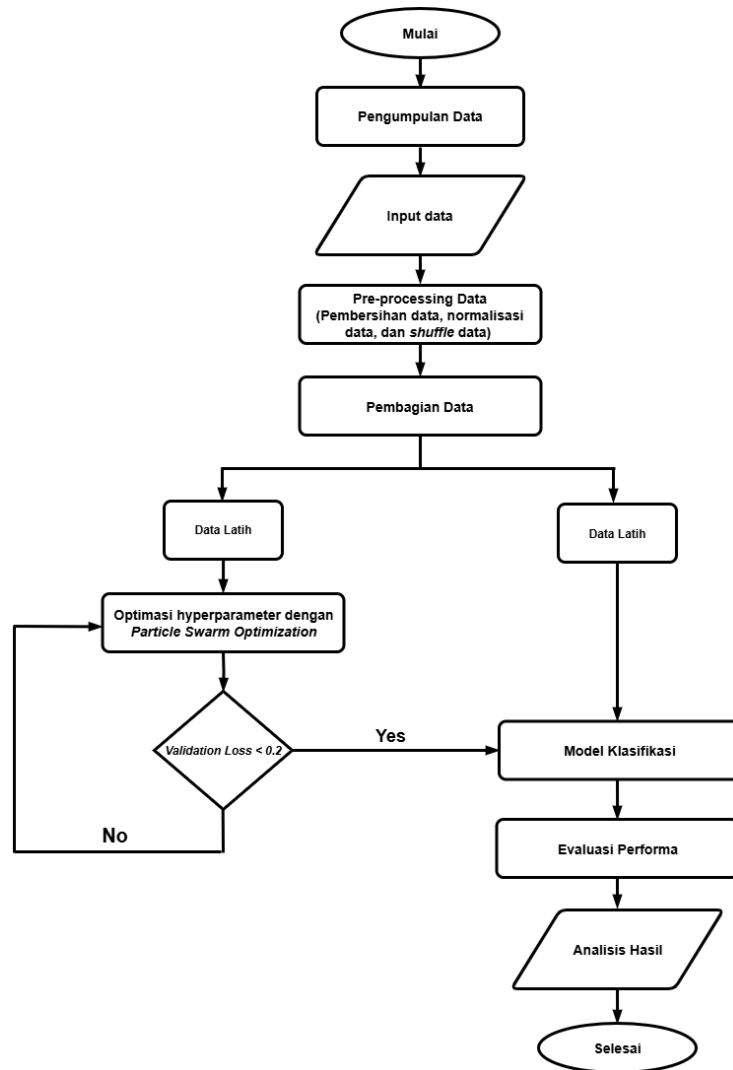 Mulai
Pengumpulan Data
Input data
Pre-processing Data
(Pembersihan data, normalisasi
data, dan shuffle data)
Pembagian Data
Data Latih
Data Latih
Optimasi hyperparameter dengan
Particle Swarm Optimization
Validation Loss < 0.2
Yes
No
Model Klasifikasi
Evaluasi Performa
Analisis Hasil
Selesai